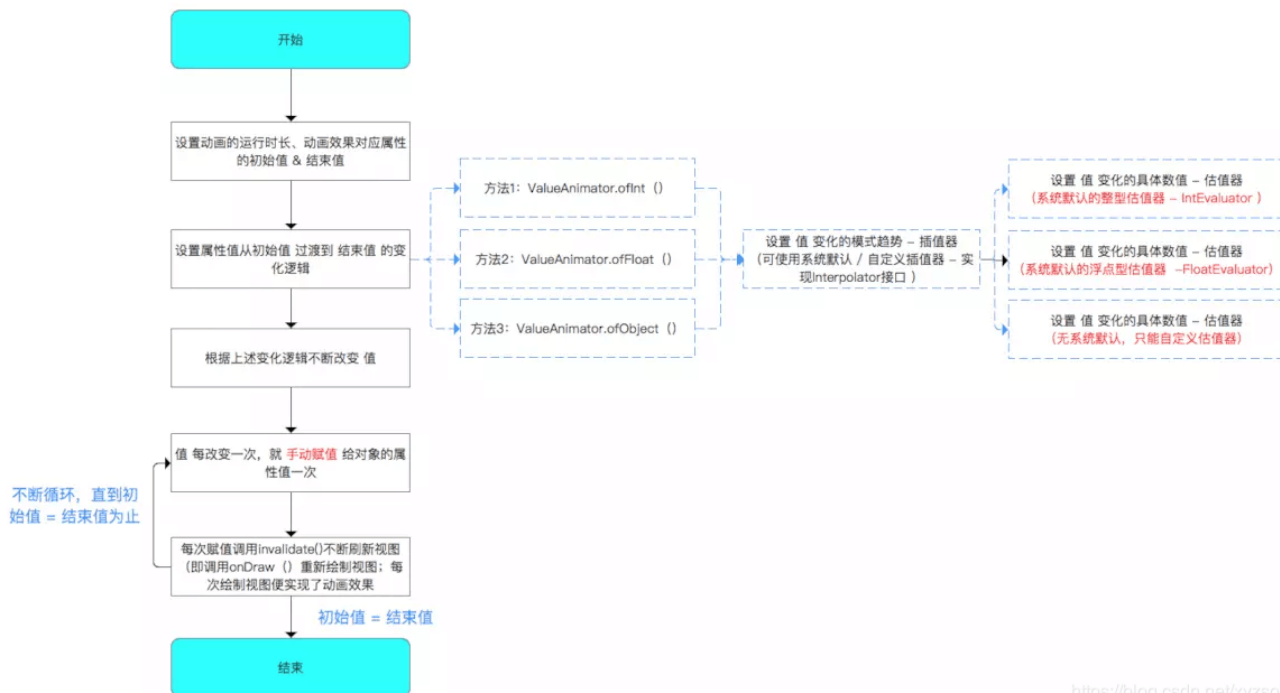 开始
设置动画的运行时长、动画效果对应属性
的初始值 & 结束值
设置属性值从初始值 过渡到 结束值 的变
化逻辑
根据上述变化逻辑不断改变 值
值 每改变一次，就 手动赋值 给对象的属
性值一次
不断循环，直到初
始值 = 结束值为止
每次赋值调用invalidate()不断刷新视图
（即调用onDraw（）重新绘制视图；每
次绘制视图便实现了动画效果
初始值 = 结束值
结束
方法1：ValueAnimator.ofInt（）
方法2：ValueAnimator.ofFloat（）
方法3：ValueAnimator.ofObject（）
设置 值 变化的模式趋势 – 插值器
（可使用系统默认 / 自定义插值器 – 实
现Interpolator接口 ）
设置 值 变化的具体数值 – 估值器
（系统默认的整型估值器 – IntEvaluator ）
设置 值 变化的具体数值 – 估值器
（系统默认的浮点型估值器 –FloatEvaluator）
设置 值 变化的具体数值 – 估值器
（无系统默认，只能自定义估值器）